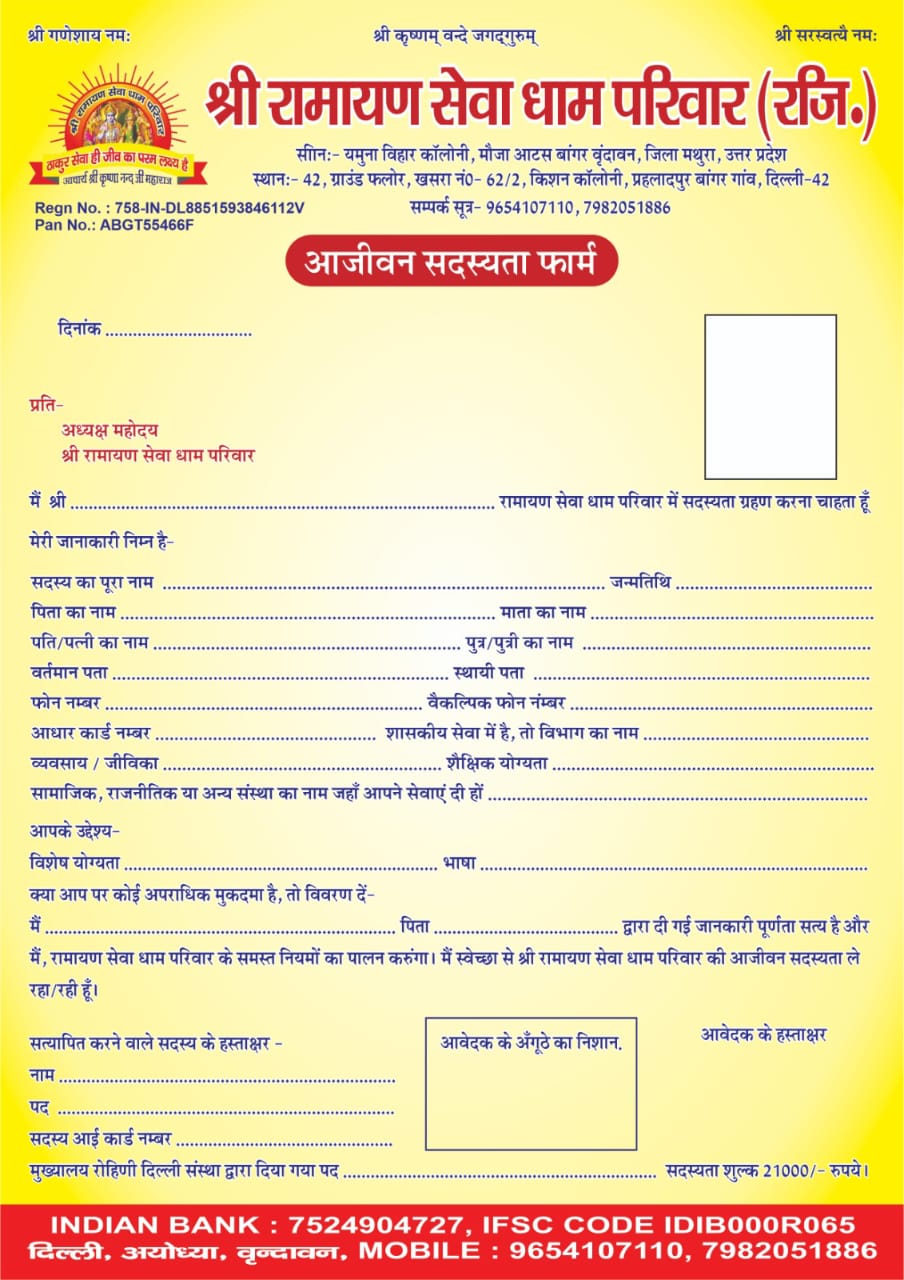 श्री गणेशाय नमः श्री कृष्णम् वन्दे जगद्गुरुम् श्री सरस्वत्यै नमः
श्री रामायण सेवा धाम परिवार
श्री रामायण सेवा धाम परिवार (रजि.)
ठाकुर सेवा ही जीव का परम लक्ष्य है
आचार्य श्री कृष्णा नन्द जी महाराज
सीान:- यमुना विहार कॉलोनी, मौजा आटस बांगर वृंदावन, जिला मथुरा, उत्तर प्रदेश
स्थान:- 42, ग्राउंड फलोर, खसरा नं0- 62/2, किशन कॉलोनी, प्रहलादपुर बांगर गांव, दिल्ली-42
Regn No. : 758-IN-DL8851593846112V सम्पर्क सूत्र- 9654107110, 7982051886
Pan No.: ABGT55466F
आजीवन सदस्यता फार्म
दिनांक ...............................
प्रति-
अध्यक्ष महोदय
श्री रामायण सेवा धाम परिवार
मैं श्री .......................................................................................... रामायण सेवा धाम परिवार में सदस्यता ग्रहण करना चाहता हूँ
मेरी जानकारी निम्न है-
सदस्य का पूरा नाम .............................................................................................. जन्मतिथि ..........................................
पिता का नाम ................................................................................ माता का नाम ............................................................
पति/पत्नी का नाम ................................................................. पुत्र/पुत्री का नाम .............................................................
वर्तमान पता ....................................................................... स्थायी पता .......................................................................
फोन नम्बर ................................................................... वैकल्पिक फोन नंम्बर ................................................................
आधार कार्ड नम्बर ............................................... शासकीय सेवा में है, तो विभाग का नाम ................................................
व्यवसाय / जीविका ........................................................... शैक्षिक योग्यता ....................................................................
सामाजिक, राजनीतिक या अन्य संस्था का नाम जहाँ आपने सेवाएं दी हों .................................................................................
आपके उद्देश्य-
विशेष योग्यता ................................................................... भाषा ...................................................................................
क्या आप पर कोई अपराधिक मुकदमा है, तो विवरण दें-
मैं .......................................................................... पिता ....................................... द्वारा दी गई जानकारी पूर्णता सत्य है और
मैं, रामायण सेवा धाम परिवार के समस्त नियमों का पालन करुंगा। मैं स्वेच्छा से श्री रामायण सेवा धाम परिवार की आजीवन सदस्यता ले
रहा/रही हूँ।
सत्यापित करने वाले सदस्य के हस्ताक्षर - आवेदक के अँगूठे का निशान. आवेदक के हस्ताक्षर
नाम ........................................................................
पद ........................................................................
सदस्य आई कार्ड नम्बर ..............................................
मुख्यालय रोहिणी दिल्ली संस्था द्वारा दिया गया पद ................................................................... सदस्यता शुल्क 21000/- रुपये।
INDIAN BANK : 7524904727, IFSC CODE IDIB000R065
दिल्ली, अयोध्या, वृन्दावन, MOBILE : 9654107110, 7982051886